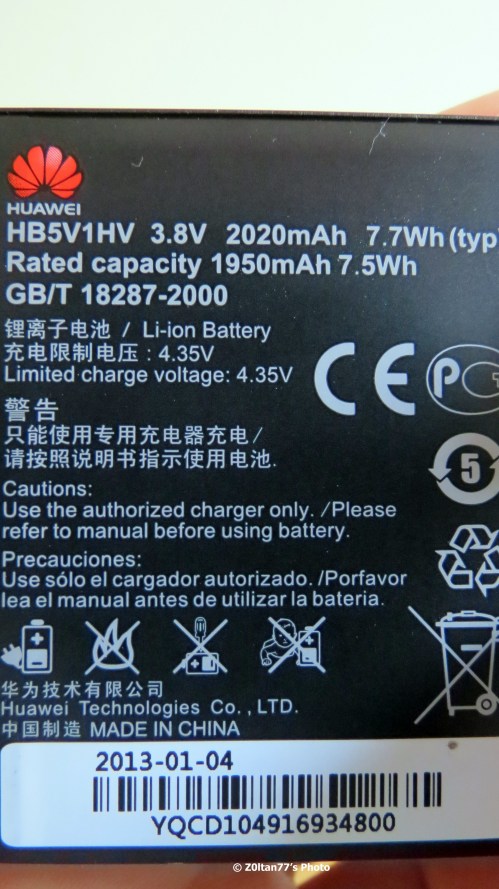 HUAWEI
HB5V1HV 3.8V 2020mAh 7.7Wh (typ)
Rated capacity 1950mAh 7.5Wh
GB/T 18287-2000
锂离子电池 / Li-ion Battery
充电限制电压 : 4.35V
Limited charge voltage: 4.35V
CE
警告
只能使用专用充电器充电/
请按照说明书指示使用电池.
5
Cautions:
Use the authorized charger only. /Please
refer to manual before using battery.
Precauciones:
Use sólo el cargador autorizado. /Porfavor
lea el manual antes de utilizar la bateria.
华为技术有限公司
Huawei Technologies Co., LTD.
中国制造 MADE IN CHINA
2013-01-04
YQCD104916934800
© Z0ltan77's Photo